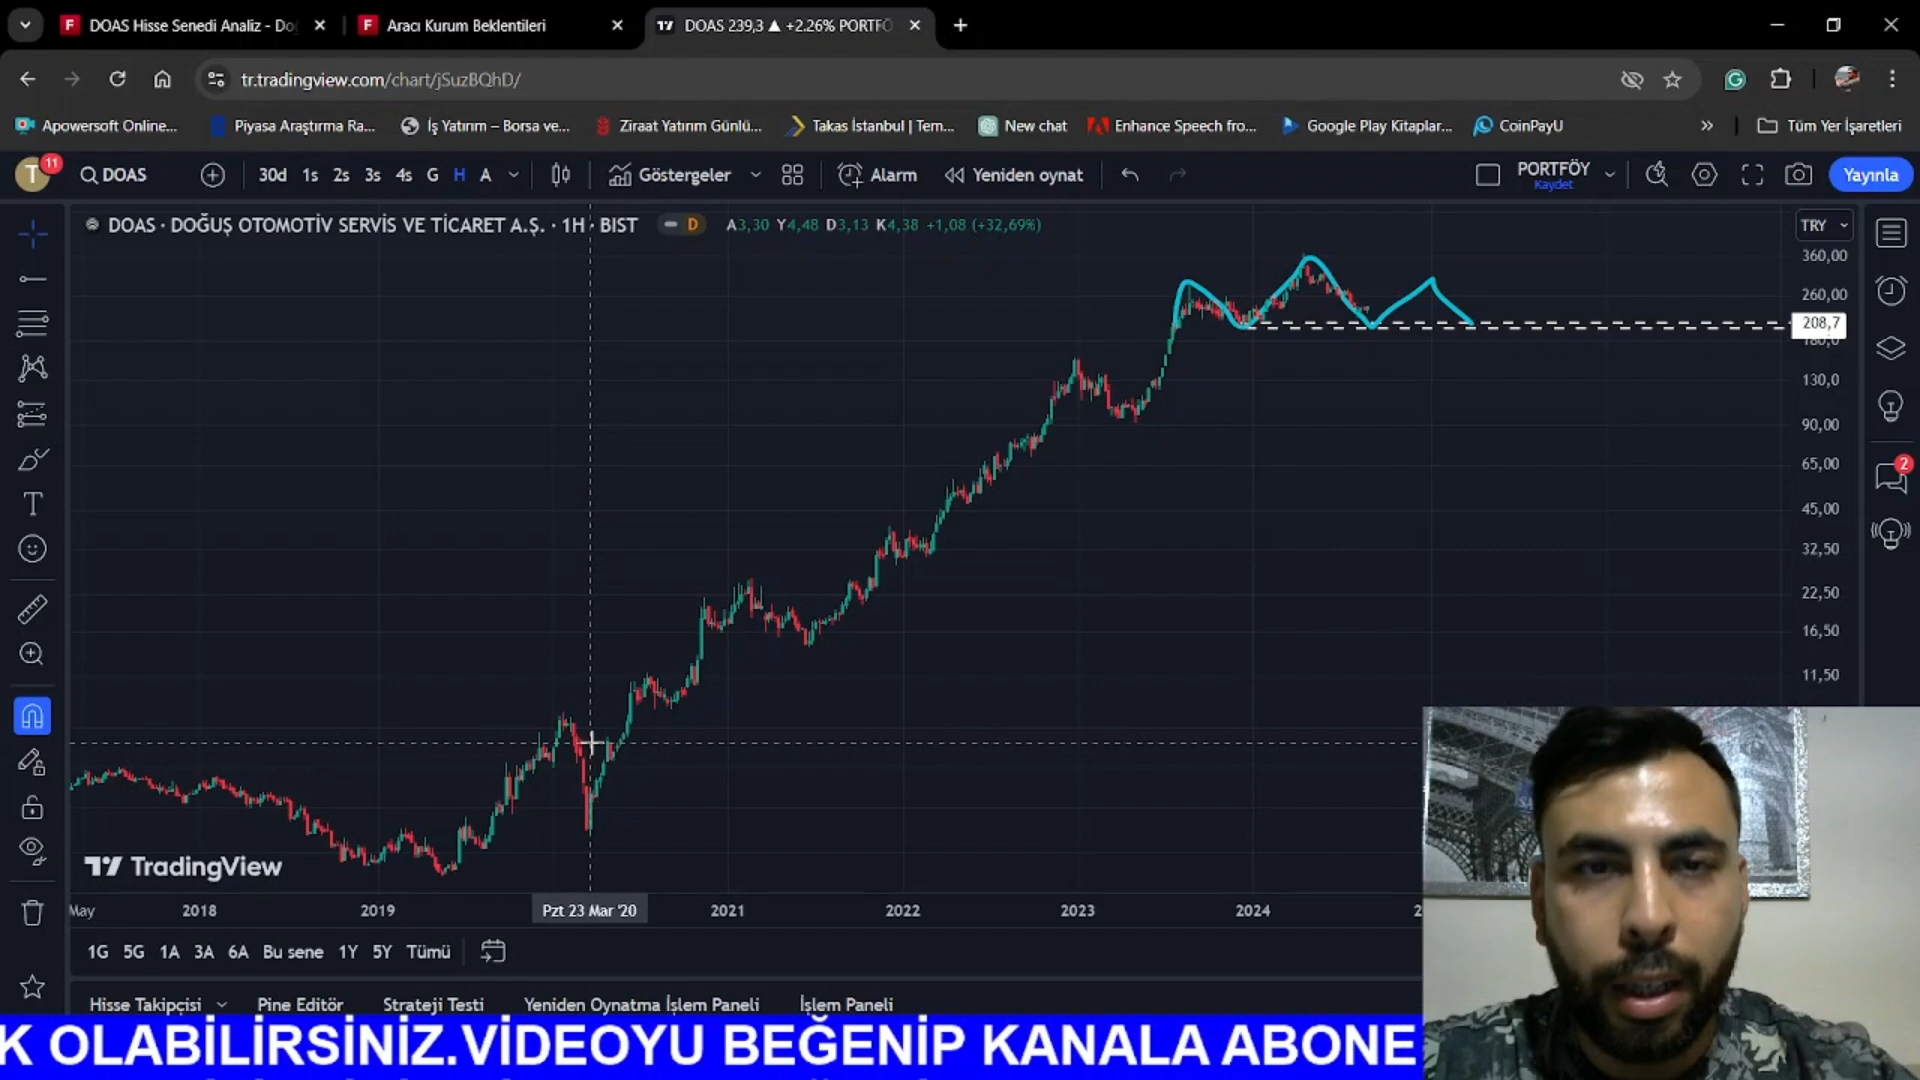 DOAS Hisse Senedi Analiz - Doğ
Aracı Kurum Beklentileri
DOAS 239,3 ▲ +2.26% PORTFÖ
tr.tradingview.com/chart/jSuzBQhD/
Apowersoft Online...
Piyasa Araştırma Ra...
İş Yatırım – Borsa ve...
Ziraat Yatırım Günlü...
Takas İstanbul | Tem...
New chat
Enhance Speech fro...
Google Play Kitaplar...
CoinPayU
Tüm Yer İşaretleri
T 11
DOAS
30d 1s 2s 3s 4s G H A
Göstergeler
Alarm
Yeniden oynat
PORTFÖY
Kaydet
Yayınla
DOAS · DOĞUŞ OTOMOTİV SERVİS VE TİCARET A.Ş. · 1H · BIST
D
A3,30 Y4,48 D3,13 K4,38 +1,08 (+32,69%)
TRY
360,00
260,00
208,7
180,0
130,0
90,00
65,00
45,00
32,50
22,50
16,50
11,50
2
TradingView
May 2018 2019 Pzt 23 Mar '20 2021 2022 2023 2024 2
1G 5G 1A 3A 6A Bu sene 1Y 5Y Tümü
Hisse Takipçisi
Pine Editör
Strateji Testi
Yeniden Oynatma İşlem Paneli
İşlem Paneli
K OLABİLİRSİNİZ.VİDEOYU BEĞENİP KANALA ABONE